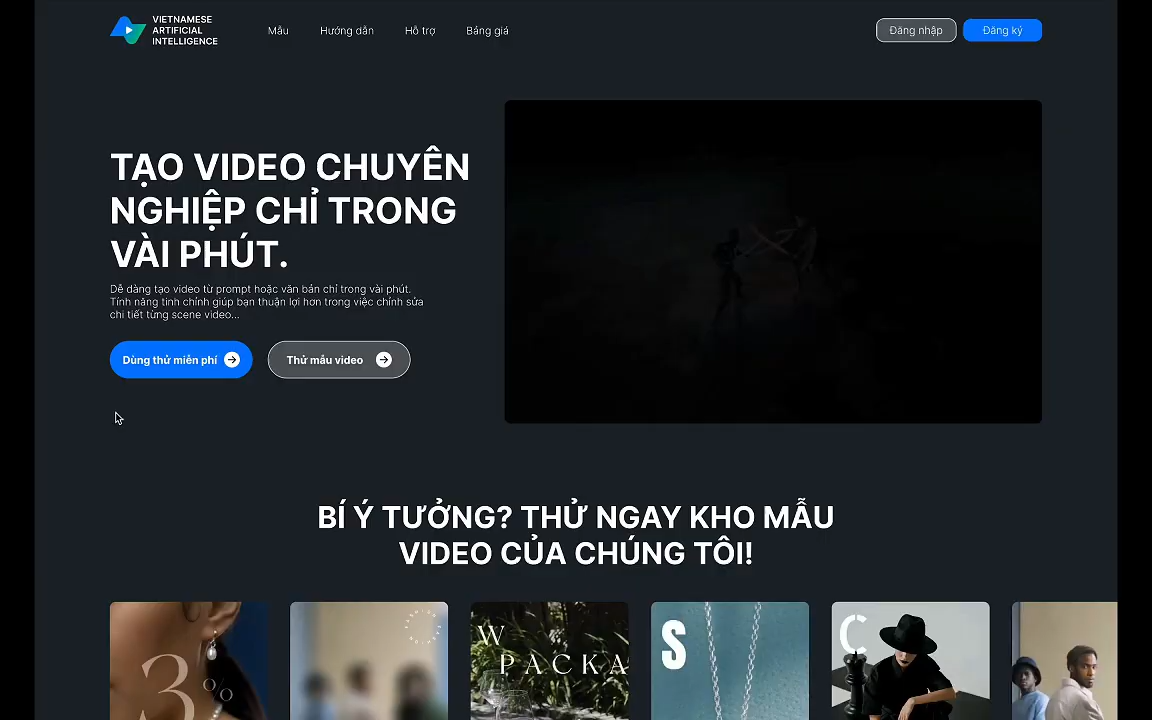 VIETNAMESE
ARTIFICIAL
INTELLIGENCE
Mẫu
Hướng dẫn
Hỗ trợ
Bảng giá
Đăng nhập
Đăng ký
TẠO VIDEO CHUYÊN
NGHIỆP CHỈ TRONG
VÀI PHÚT.
Dễ dàng tạo video từ prompt hoặc văn bản chỉ trong vài phút.
Tính năng tinh chỉnh giúp bạn thuận lợi hơn trong việc chỉnh sửa
chi tiết từng scene video...
Dùng thử miễn phí
Thử mẫu video
BÍ Ý TƯỞNG? THỬ NGAY KHO MẪU
VIDEO CỦA CHÚNG TÔI!
3%
W
PACKA
S
C